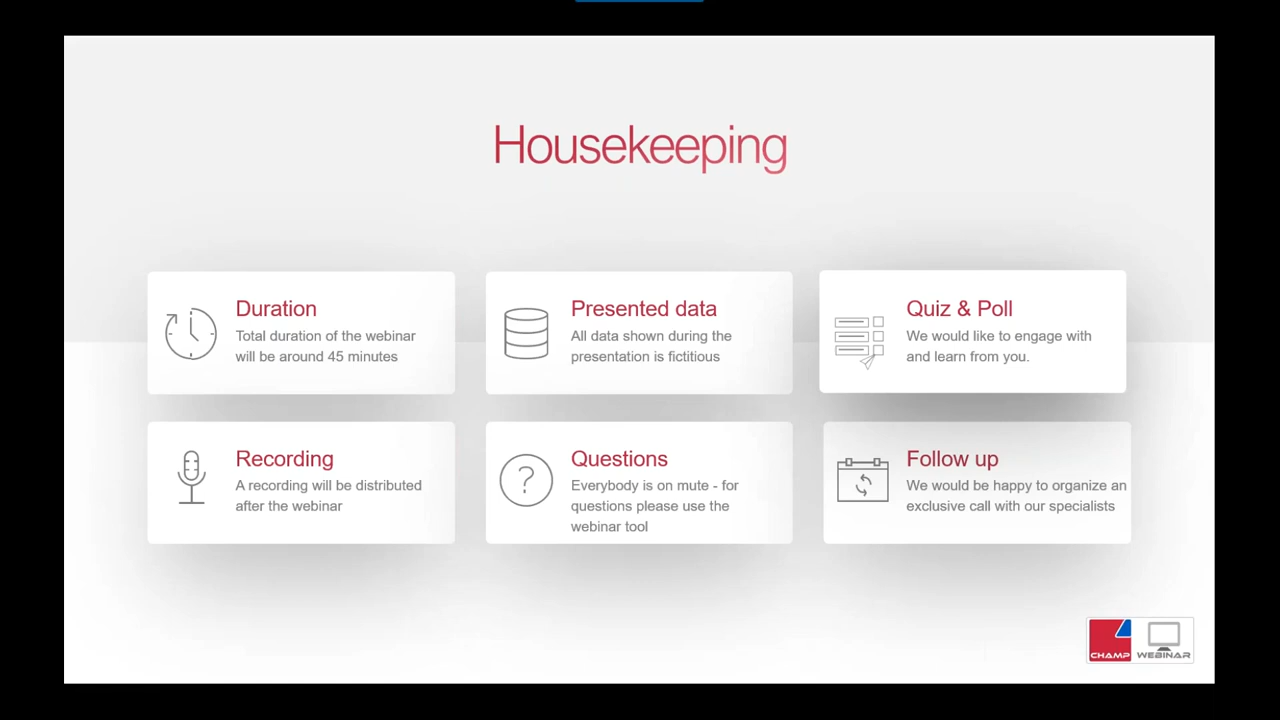 Housekeeping
Duration
Total duration of the webinar
will be around 45 minutes
Presented data
All data shown during the
presentation is fictitious
Quiz & Poll
We would like to engage with
and learn from you.
Recording
A recording will be distributed
after the webinar
Questions
Everybody is on mute - for
questions please use the
webinar tool
Follow up
We would be happy to organize an
exclusive call with our specialists
CHAMP WEBINAR